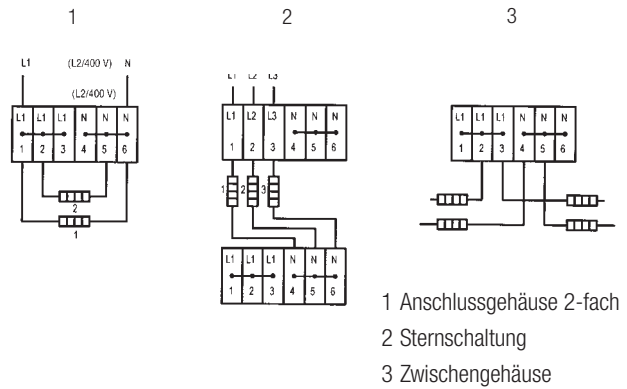 1 2 3
L1 (L2/400 V) N
(L2/400 V)
L1 L1 L1 N N N
1 2 3 4 5 6
2
1
L1 L2 L3
L1 L2 L3 N N N
1 2 3 4 5 6
1 2 3
L1 L1 L1 N N N
1 2 3 4 5 6
L1 L1 L1 N N N
1 2 3 4 5 6
1 Anschlussgehäuse 2-fach
2 Sternschaltung
3 Zwischengehäuse